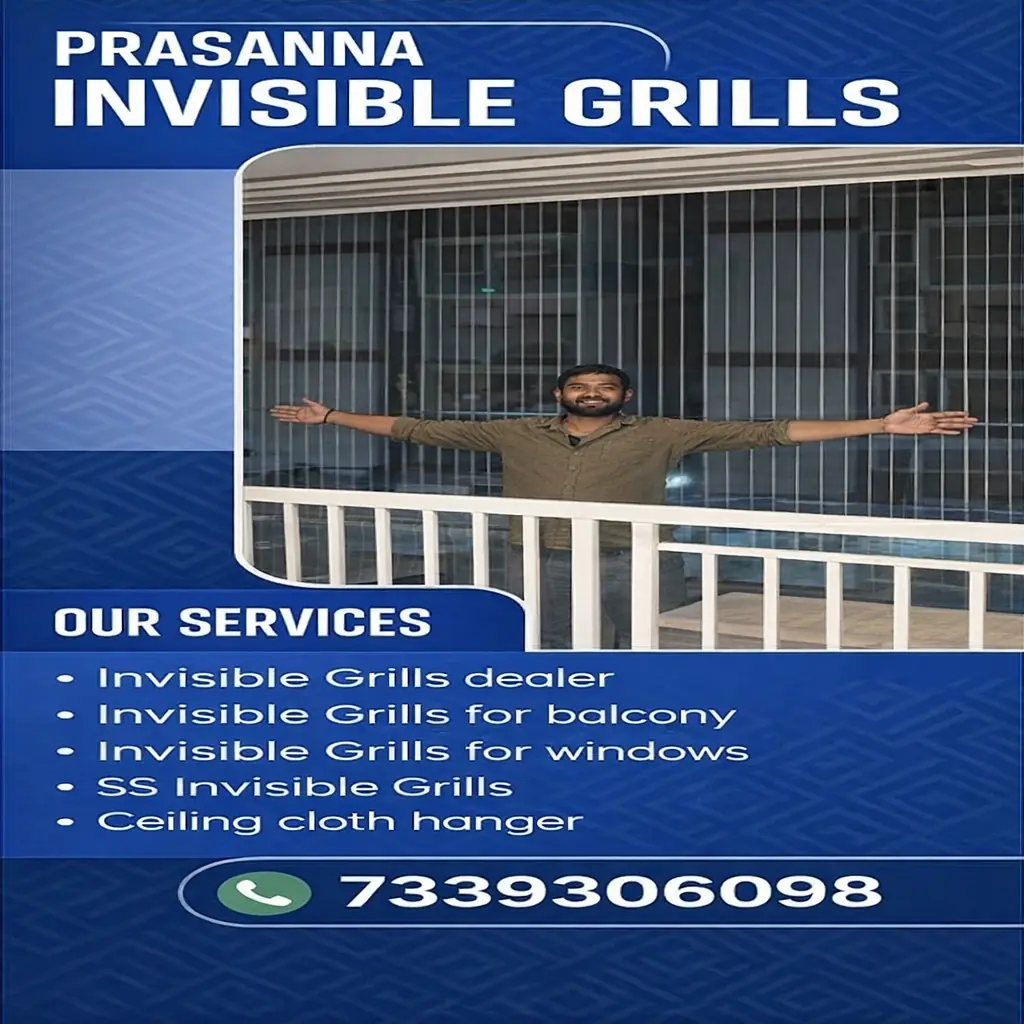 PRASANNA
INVISIBLE GRILLS
OUR SERVICES
• Invisible Grills dealer
• Invisible Grills for balcony
• Invisible Grills for windows
• SS Invisible Grills
• Ceiling cloth hanger
7339306098